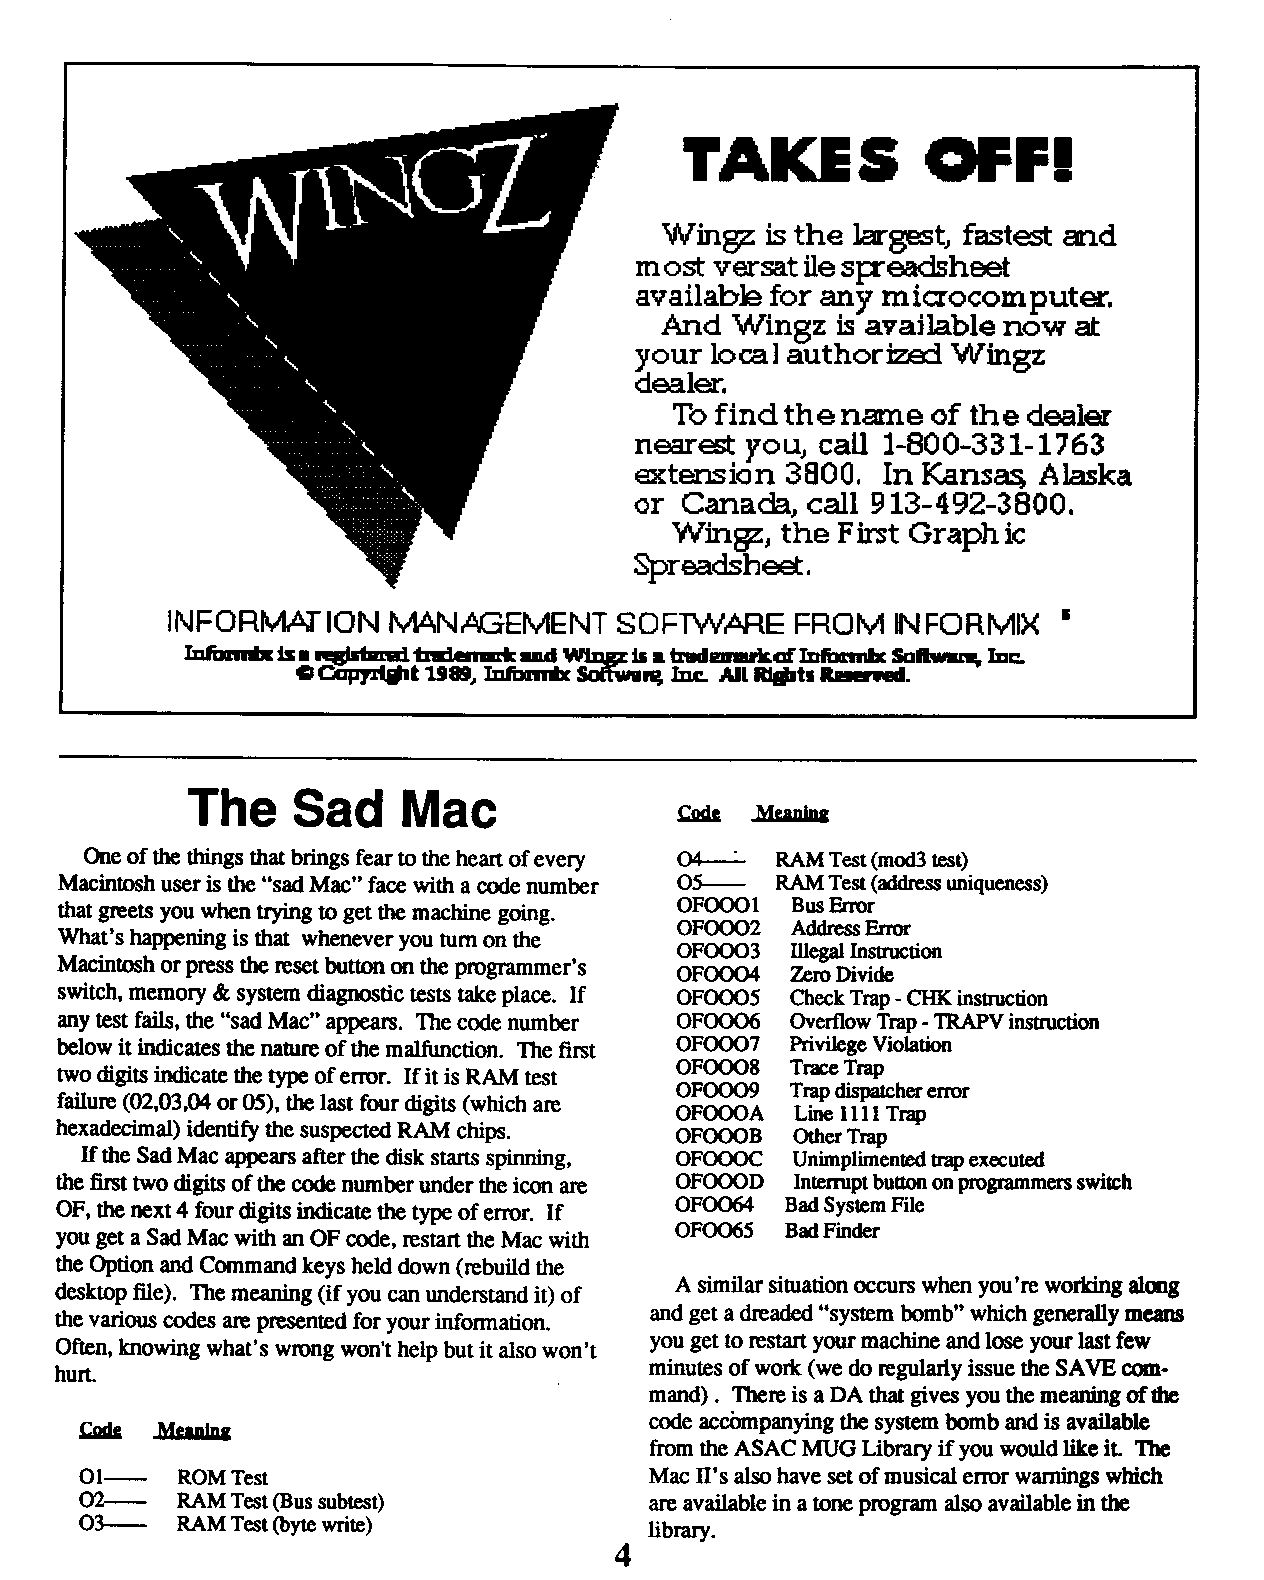 WINGZ
TAKES OFF!
Wingz is the largest, fastest and
most versatile spreadsheet
available for any microcomputer.
And Wingz is available now at
your local authorized Wingz
dealer.
To find the name of the dealer
nearest you, call 1-800-331-1763
extension 3800. In Kansas, Alaska
or Canada, call 913-492-3800.
Wingz, the First Graphic
Spreadsheet.
INFORMATION MANAGEMENT SOFTWARE FROM INFORMIX
Informix is a registered trademark and Wingz is a trademark of Informix Software, Inc.
© Copyright 1989, Informix Software, Inc. All Rights Reserved.
The Sad Mac
One of the things that brings fear to the heart of every
Macintosh user is the “sad Mac” face with a code number
that greets you when trying to get the machine going.
What’s happening is that whenever you turn on the
Macintosh or press the reset button on the programmer’s
switch, memory & system diagnostic tests take place. If
any test fails, the “sad Mac” appears. The code number
below it indicates the nature of the malfunction. The first
two digits indicate the type of error. If it is RAM test
failure (02,03,04 or 05), the last four digits (which are
hexadecimal) identify the suspected RAM chips.
If the Sad Mac appears after the disk starts spinning,
the first two digits of the code number under the icon are
OF, the next 4 four digits indicate the type of error. If
you get a Sad Mac with an OF code, restart the Mac with
the Option and Command keys held down (rebuild the
desktop file). The meaning (if you can understand it) of
the various codes are presented for your information.
Often, knowing what’s wrong won't help but it also won’t
hurt.
Code Meaning
O1—— ROM Test
O2—— RAM Test (Bus subtest)
O3—— RAM Test (byte write)
Code Meaning
O4—— RAM Test (mod3 test)
O5—— RAM Test (address uniqueness)
OFOOO1 Bus Error
OFOOO2 Address Error
OFOOO3 Illegal Instruction
OFOOO4 Zero Divide
OFOOO5 Check Trap - CHK instruction
OFOOO6 Overflow Trap - TRAPV instruction
OFOOO7 Privilege Violation
OFOOO8 Trace Trap
OFOOO9 Trap dispatcher error
OFOOOA Line 1111 Trap
OFOOOB Other Trap
OFOOOC Unimplimented trap executed
OFOOOD Interrupt button on programmers switch
OFOO64 Bad System File
OFOO65 Bad Finder
A similar situation occurs when you’re working along
and get a dreaded “system bomb” which generally means
you get to restart your machine and lose your last few
minutes of work (we do regularly issue the SAVE com-
mand) . There is a DA that gives you the meaning of the
code accompanying the system bomb and is available
from the ASAC MUG Library if you would like it. The
Mac II’s also have set of musical error warnings which
are available in a tone program also available in the
library.
4